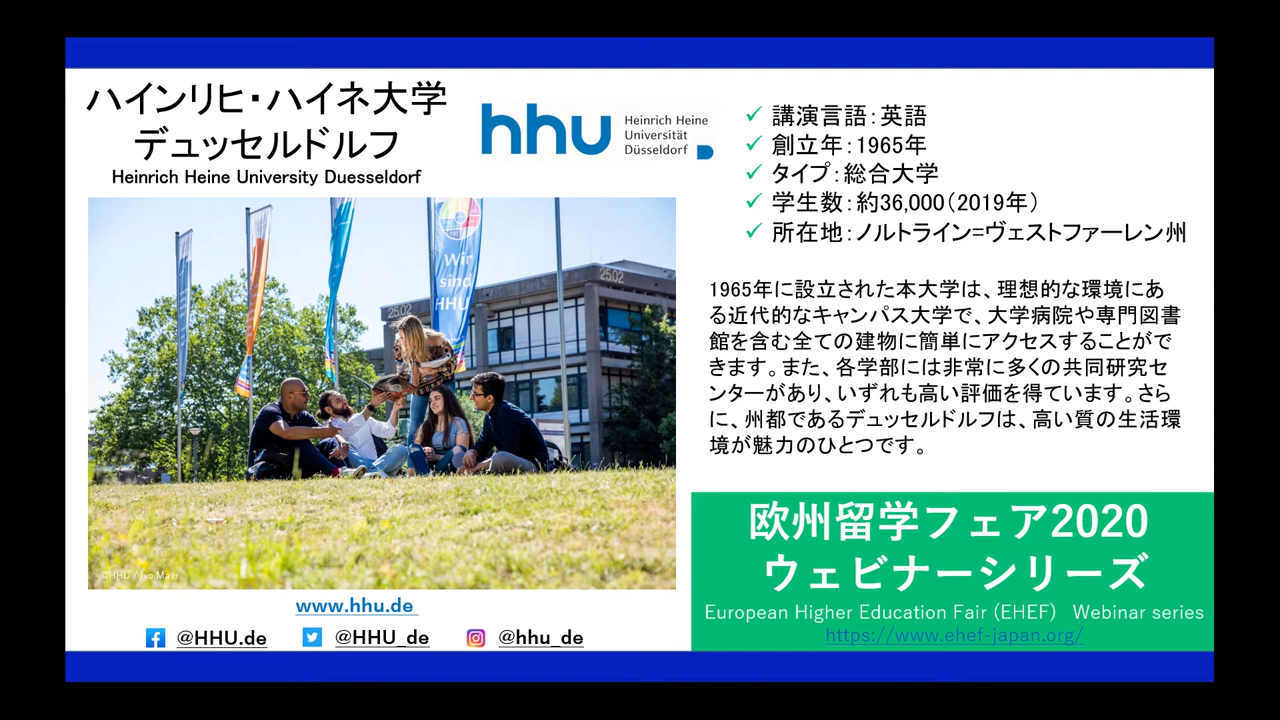 ハインリヒ・ハイネ大学
デュッセルドルフ
Heinrich Heine University Duesseldorf
hhu
Heinrich Heine
Universität
Düsseldorf
✓ 講演言語：英語
✓ 創立年：1965年
✓ タイプ：総合大学
✓ 学生数：約36,000（2019年）
✓ 所在地：ノルトライン=ヴェストファーレン州
25.02
25.02
Wir
sind
HHU
©HHU / Ivo Mayr
1965年に設立された本大学は、理想的な環境にあ
る近代的なキャンパス大学で、大学病院や専門図書
館を含む全ての建物に簡単にアクセスすることがで
きます。また、各学部には非常に多くの共同研究セ
ンターがあり、いずれも高い評価を得ています。さら
に、州都であるデュッセルドルフは、高い質の生活環
境が魅力のひとつです。
www.hhu.de
@HHU.de
@HHU_de
@hhu_de
欧州留学フェア2020
ウェビナーシリーズ
European Higher Education Fair (EHEF) Webinar series
https://www.ehef-japan.org/